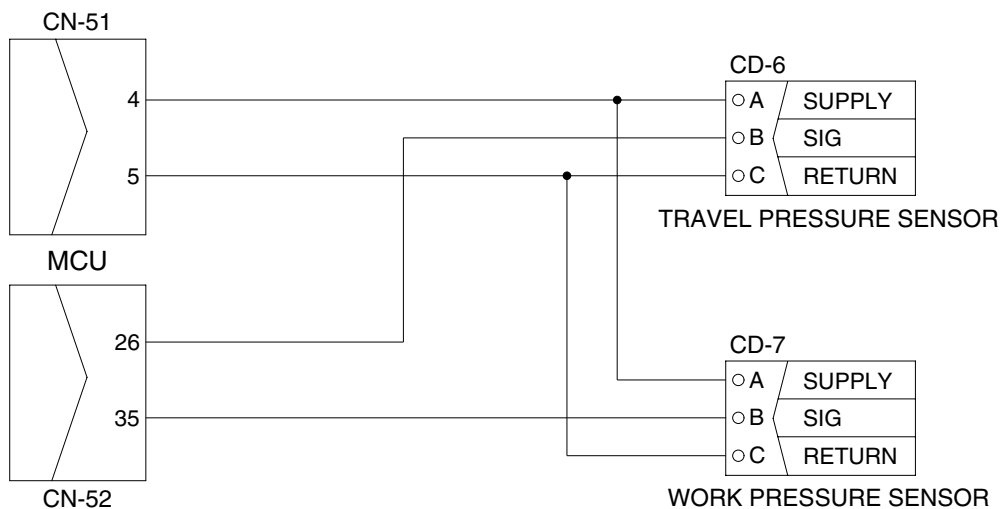 CN-51
4
5
MCU
26
35
CN-52
CD-6
A SUPPLY
B SIG
C RETURN
TRAVEL PRESSURE SENSOR
CD-7
A SUPPLY
B SIG
C RETURN
WORK PRESSURE SENSOR